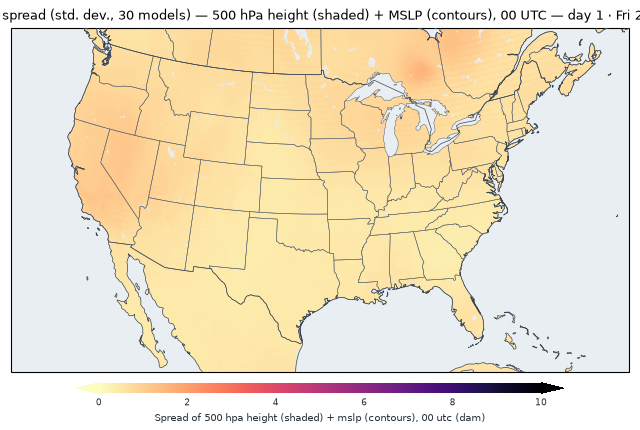 spread (std. dev., 30 models) — 500 hPa height (shaded) + MSLP (contours), 00 UTC — day 1 · Fri 2
0 2 4 6 8 10
Spread of 500 hpa height (shaded) + mslp (contours), 00 utc (dam)